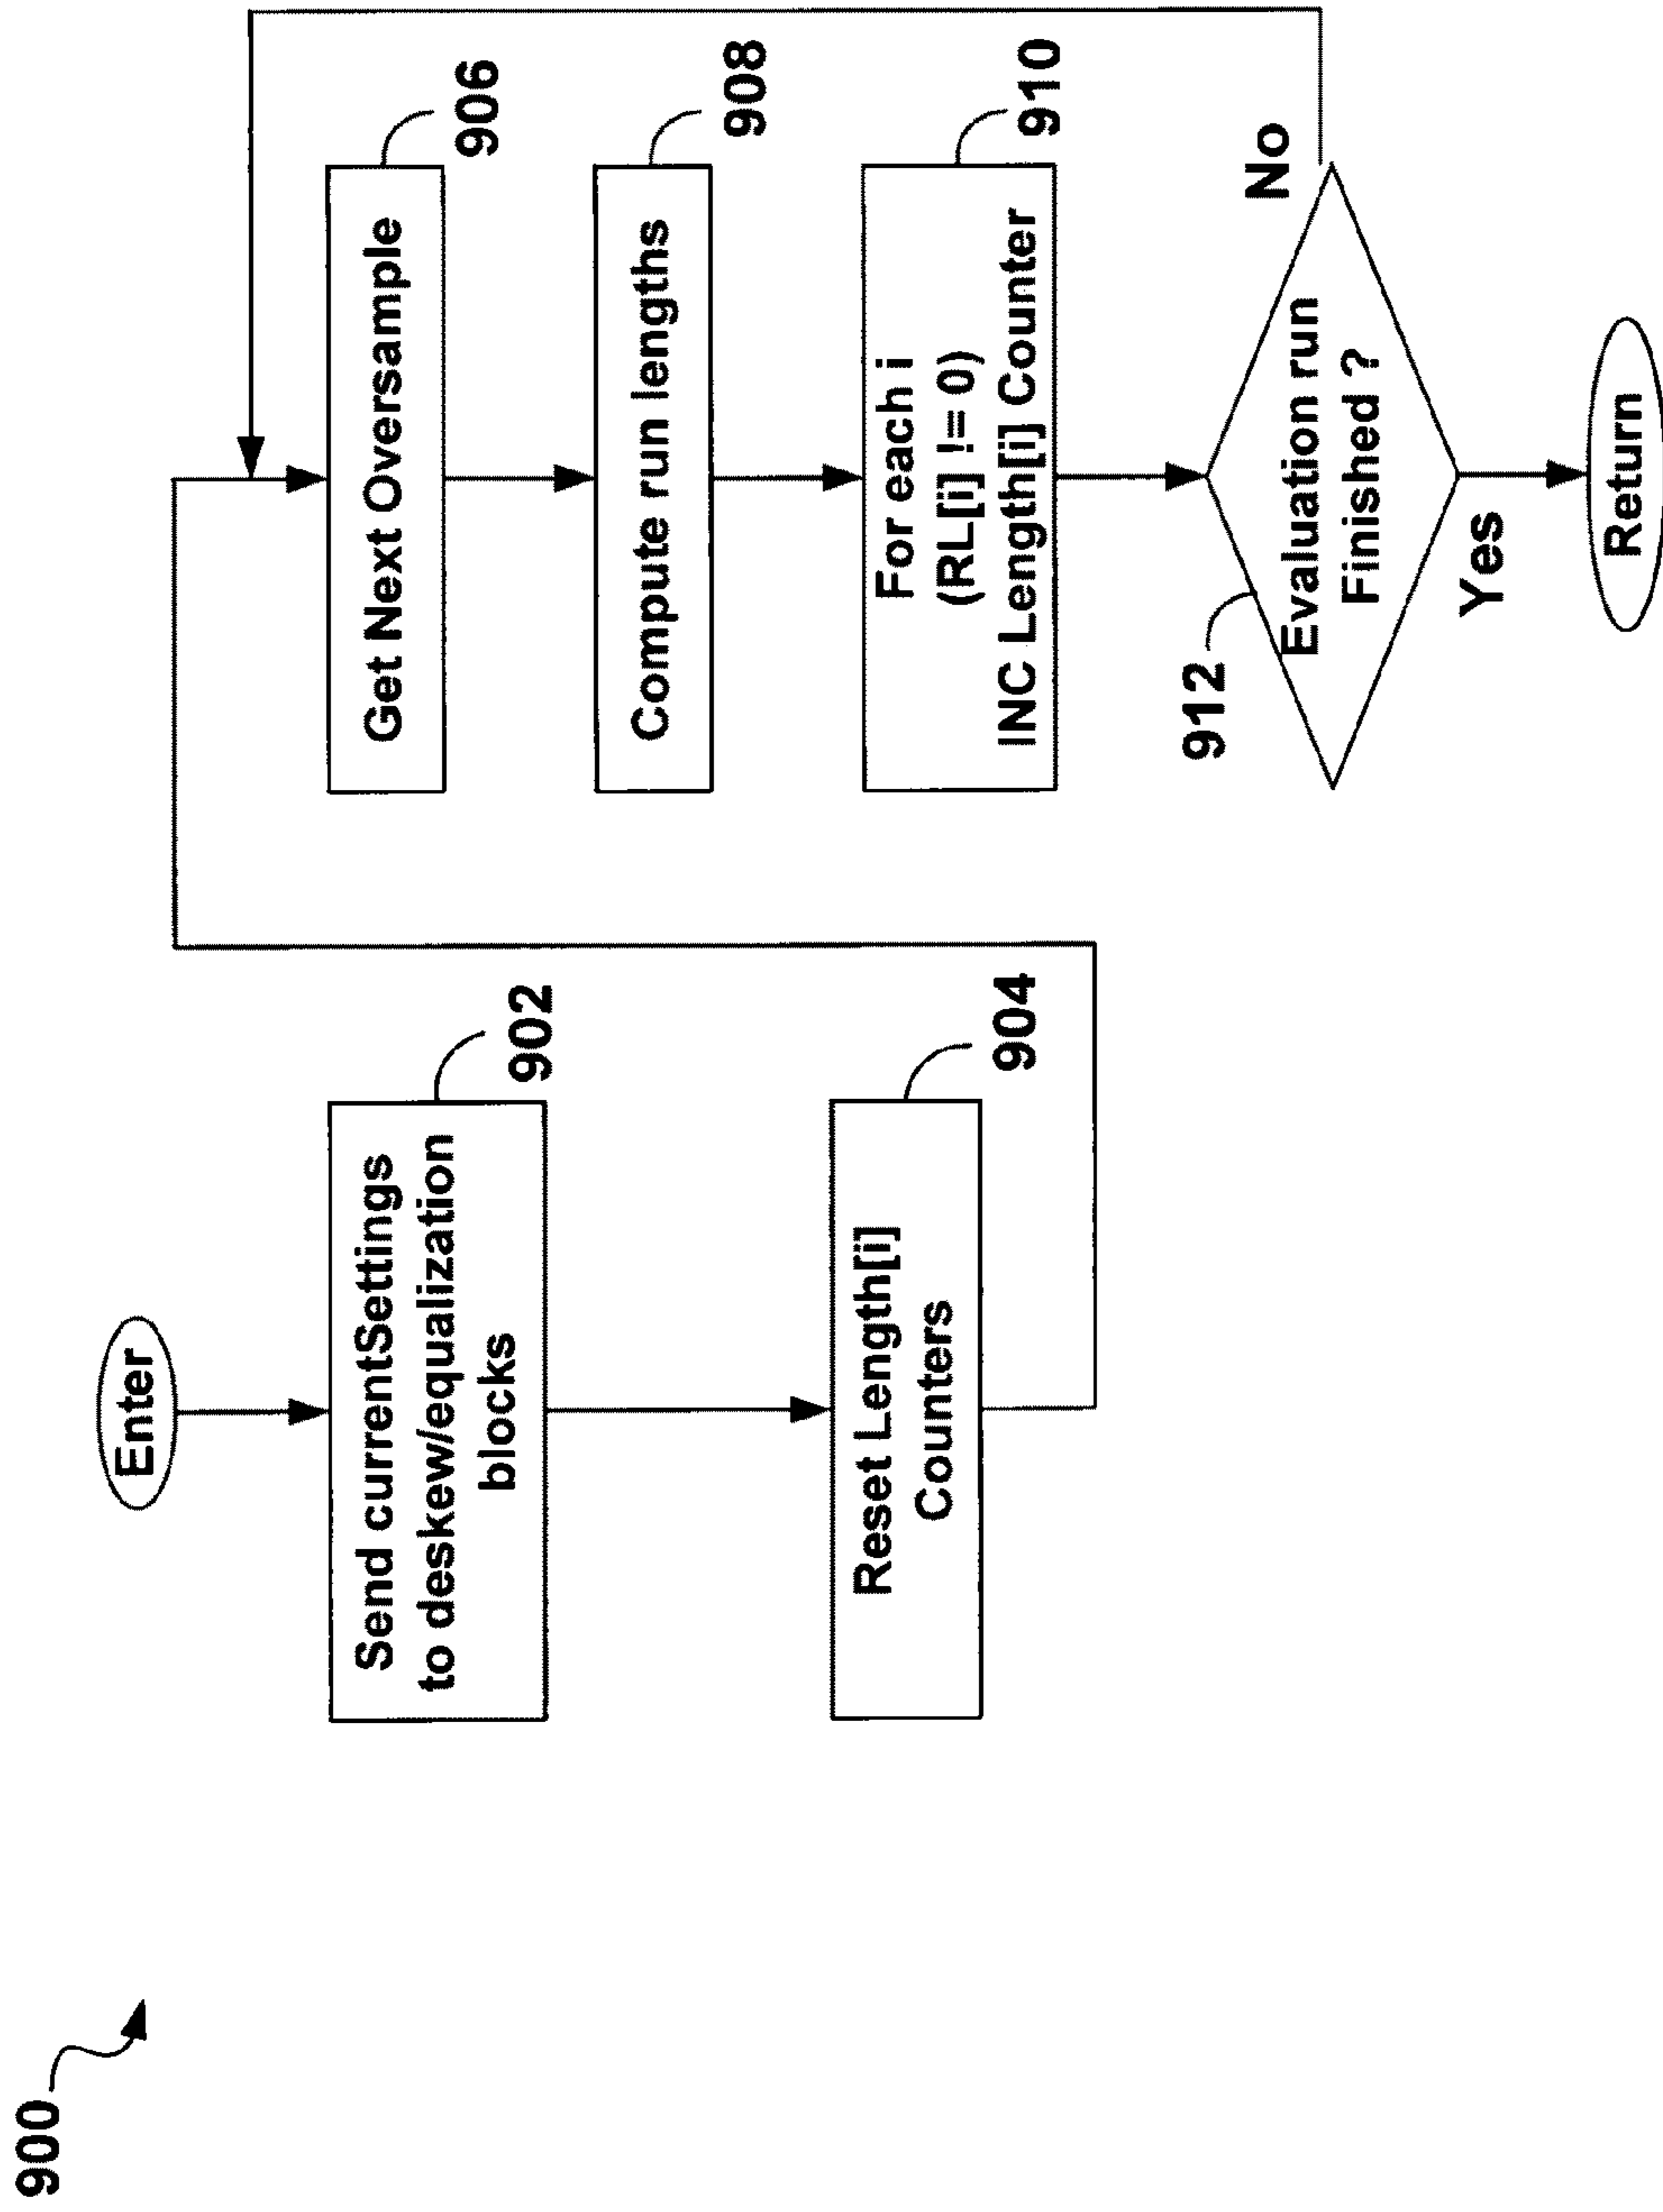 900
Enter
Send currentSettings
to deskew/equalization
blocks
902
Reset Length[i]
Counters
904
Get Next Oversample
906
Compute run lengths
908
For each i
(RL[i] != 0)
INC Length[i] Counter
910
912
Evaluation run
Finished ?
No
Yes
Return